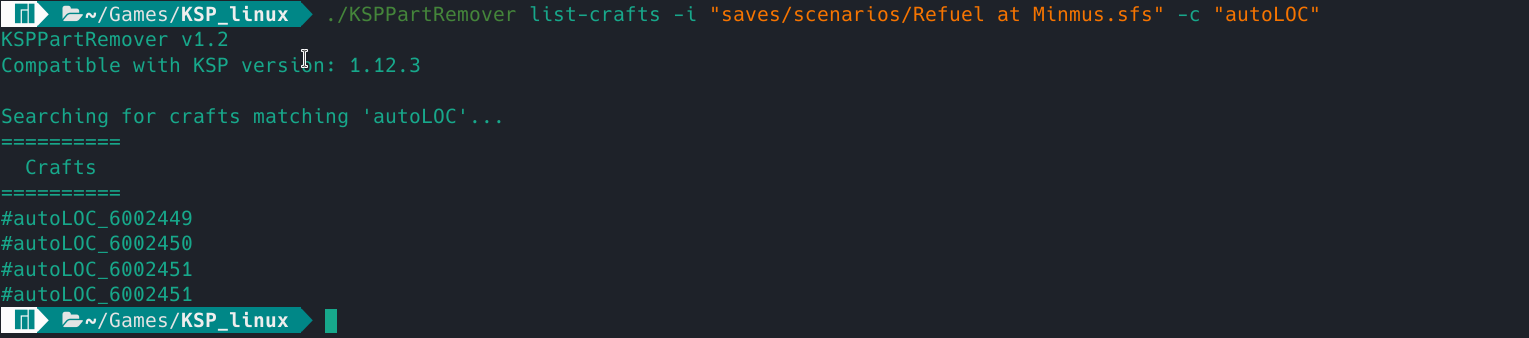 ~/Games/KSP_linux ./KSPPartRemover list-crafts -i "saves/scenarios/Refuel at Minmus.sfs" -c "autoLOC"
KSPPartRemover v1.2
Compatible with KSP version: 1.12.3
Searching for crafts matching 'autoLOC'...
==========
  Crafts
==========
#autoLOC_6002449
#autoLOC_6002450
#autoLOC_6002451
#autoLOC_6002451
~/Games/KSP_linux